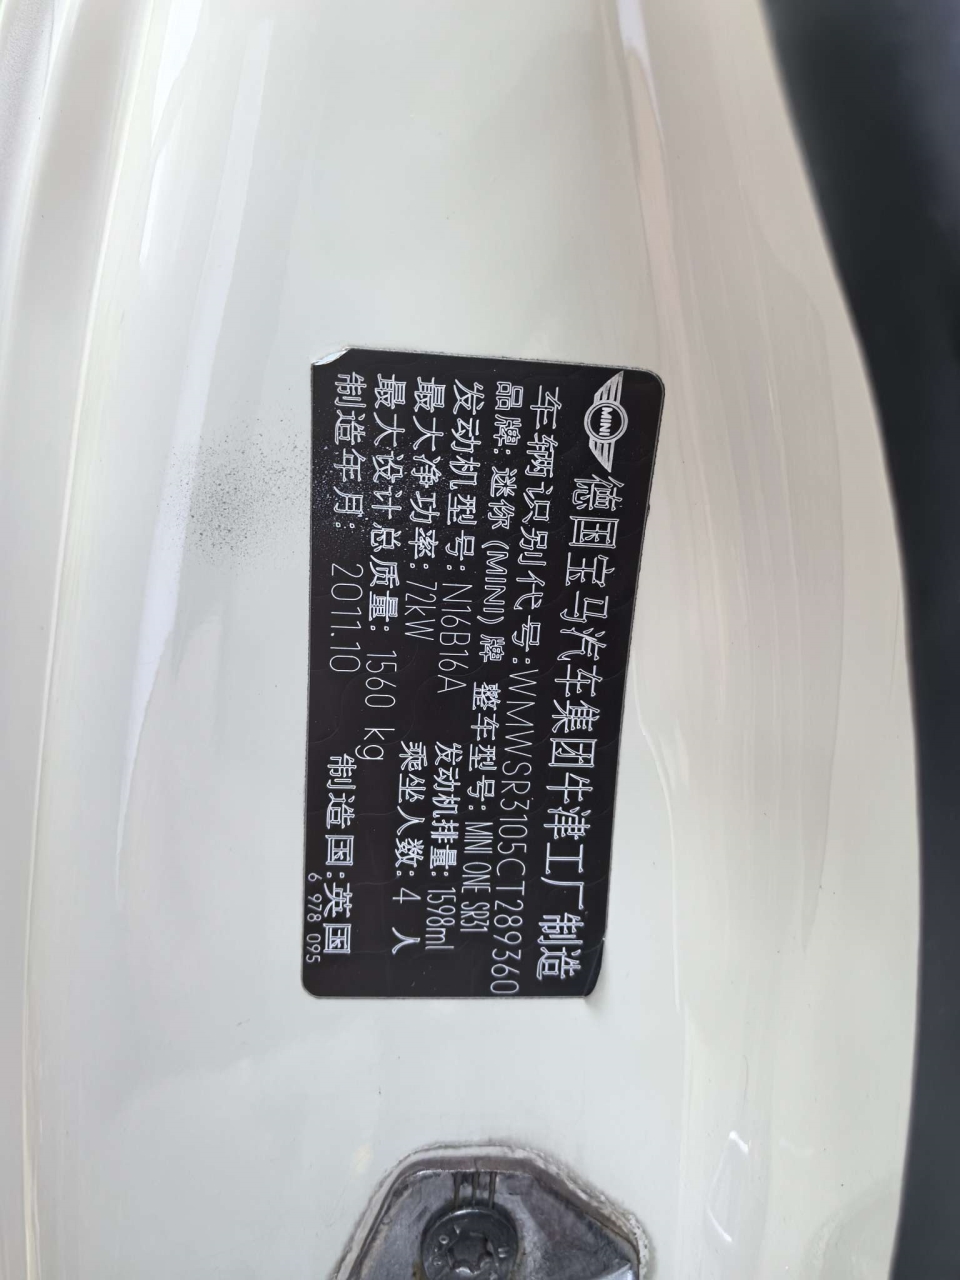 MINI 德国宝马汽车集团牛津工厂 制造
车辆识别代号:WMWSR3105CT289360
品牌: 迷你 (MINI) 牌 整车型号: MINI ONE SR31
发动机型号: N16B16A 发动机排量: 1598ml
最大净功率: 72kW 乘坐人数: 4 人
最大设计总质量: 1560 kg
制造年月: 2011.10 制造国:英国
6 978 095